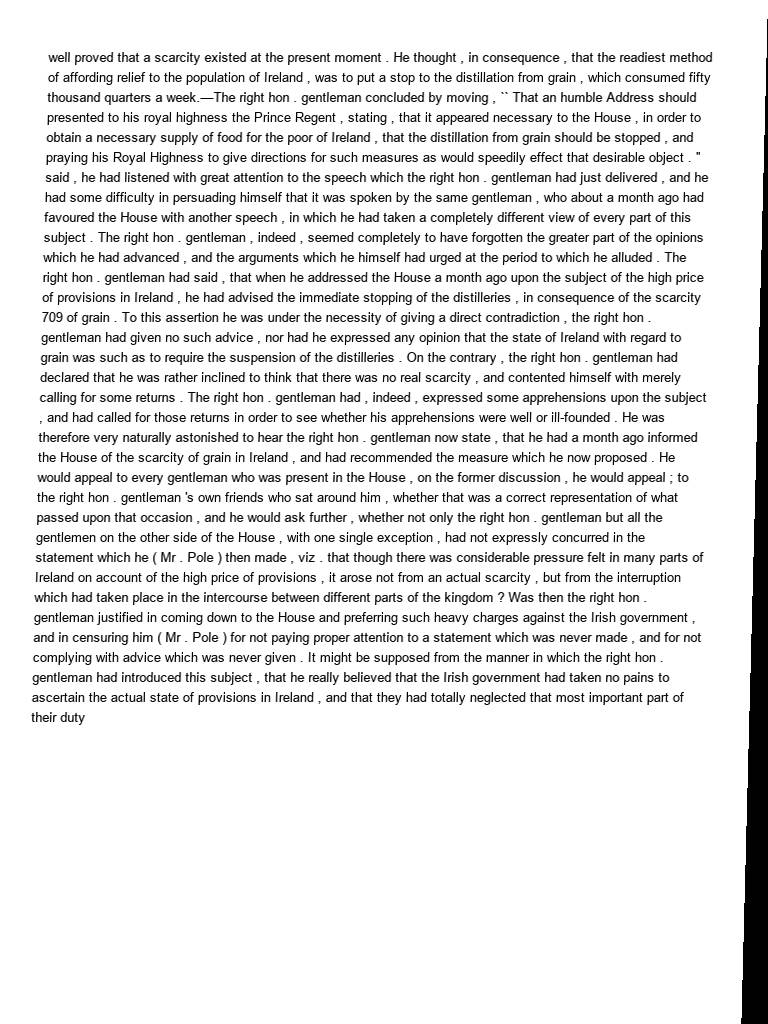 well proved that a scarcity existed at the present moment . He thought , in consequence , that the readiest method
of affording relief to the population of Ireland , was to put a stop to the distillation from grain , which consumed fifty
thousand quarters a week.—The right hon . gentleman concluded by moving , `` That an humble Address should
presented to his royal highness the Prince Regent , stating , that it appeared necessary to the House , in order to
obtain a necessary supply of food for the poor of Ireland , that the distillation from grain should be stopped , and
praying his Royal Highness to give directions for such measures as would speedily effect that desirable object . "
said , he had listened with great attention to the speech which the right hon . gentleman had just delivered , and he
had some difficulty in persuading himself that it was spoken by the same gentleman , who about a month ago had
favoured the House with another speech , in which he had taken a completely different view of every part of this
subject . The right hon . gentleman , indeed , seemed completely to have forgotten the greater part of the opinions
which he had advanced , and the arguments which he himself had urged at the period to which he alluded . The
right hon . gentleman had said , that when he addressed the House a month ago upon the subject of the high price
of provisions in Ireland , he had advised the immediate stopping of the distilleries , in consequence of the scarcity
709 of grain . To this assertion he was under the necessity of giving a direct contradiction , the right hon .
gentleman had given no such advice , nor had he expressed any opinion that the state of Ireland with regard to
grain was such as to require the suspension of the distilleries . On the contrary , the right hon . gentleman had
declared that he was rather inclined to think that there was no real scarcity , and contented himself with merely
calling for some returns . The right hon . gentleman had , indeed , expressed some apprehensions upon the subject
, and had called for those returns in order to see whether his apprehensions were well or ill-founded . He was
therefore very naturally astonished to hear the right hon . gentleman now state , that he had a month ago informed
the House of the scarcity of grain in Ireland , and had recommended the measure which he now proposed . He
would appeal to every gentleman who was present in the House , on the former discussion , he would appeal ; to
the right hon . gentleman 's own friends who sat around him , whether that was a correct representation of what
passed upon that occasion , and he would ask further , whether not only the right hon . gentleman but all the
gentlemen on the other side of the House , with one single exception , had not expressly concurred in the
statement which he ( Mr . Pole ) then made , viz . that though there was considerable pressure felt in many parts of
Ireland on account of the high price of provisions , it arose not from an actual scarcity , but from the interruption
which had taken place in the intercourse between different parts of the kingdom ? Was then the right hon .
gentleman justified in coming down to the House and preferring such heavy charges against the Irish government ,
and in censuring him ( Mr . Pole ) for not paying proper attention to a statement which was never made , and for not
complying with advice which was never given . It might be supposed from the manner in which the right hon .
gentleman had introduced this subject , that he really believed that the Irish government had taken no pains to
ascertain the actual state of provisions in Ireland , and that they had totally neglected that most important part of
their duty